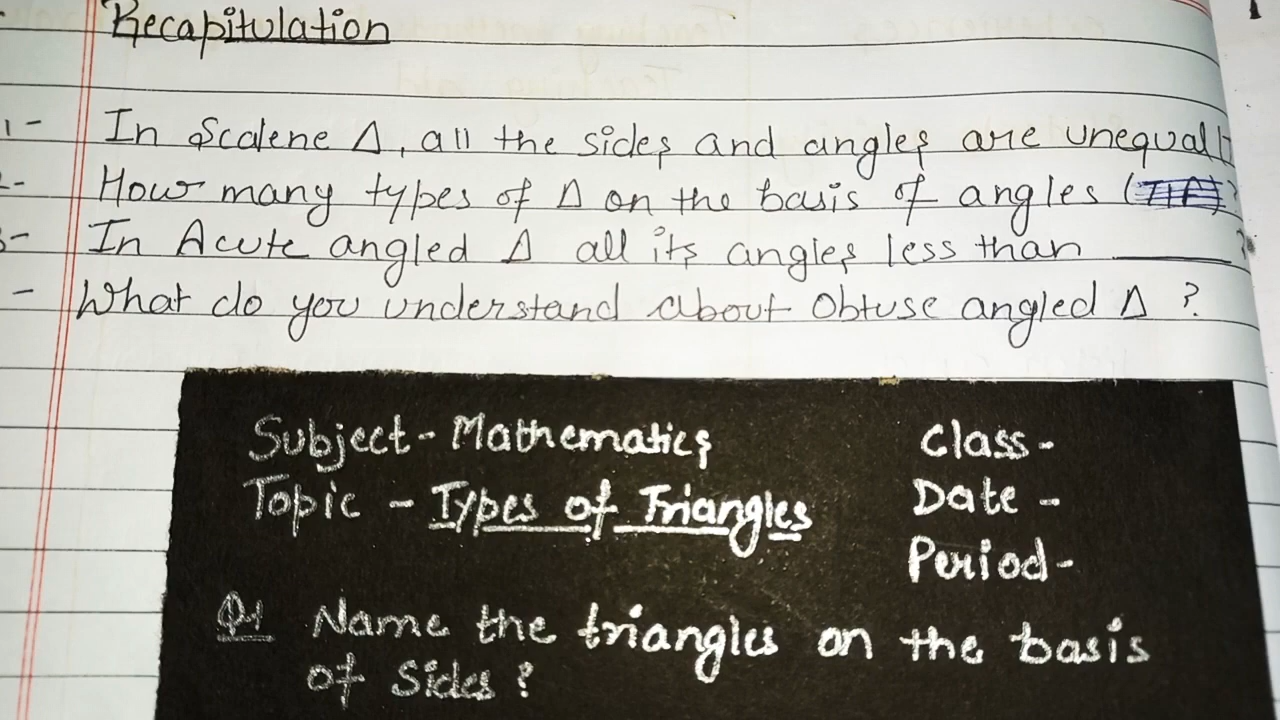 Recapitulation
1- In Scalene Δ, all the sides and angles are unequal
2- How many types of Δ on the basis of angles ?
3- In Acute angled Δ all its angles less than ______ ?
- What do you understand about Obtuse angled Δ ?
Subject- Mathematics Class-
Topic - Types of Triangles Date -
Period-
Q1 Name the triangles on the basis
of Sides ?